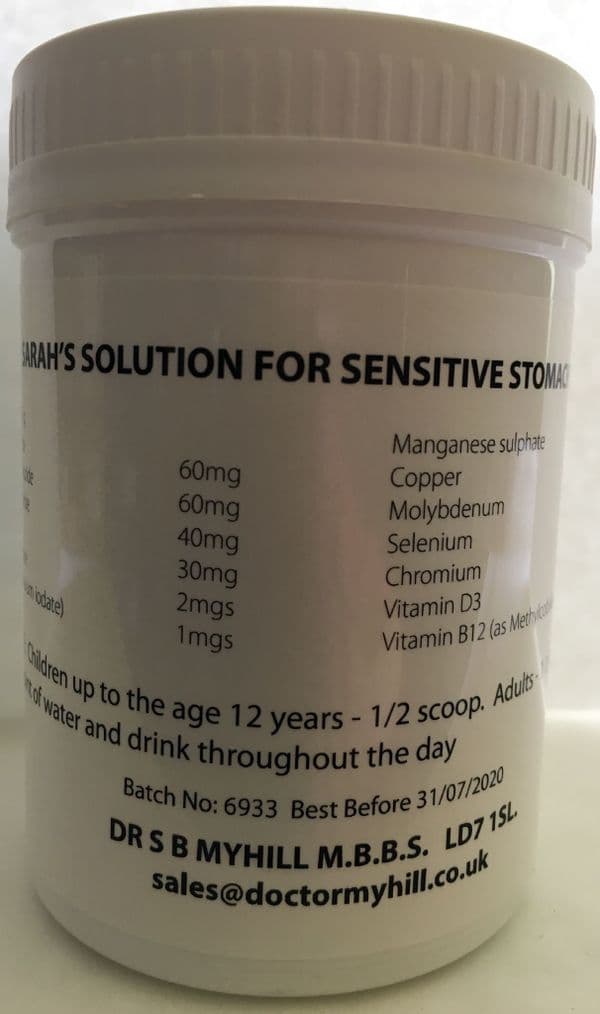 SARAH'S SOLUTION FOR SENSITIVE
Manganese sulphate
60mg Copper
60mg Molybdenum
40mg Selenium
30mg Chromium
2mgs Vitamin D3
iodate) 1mgs Vitamin B12 (as
Children up to the age 12 years - 1/2 scoop. Adults -
of water and drink throughout the day
Batch No: 6933 Best Before 31/07/2020
DR S B MYHILL M.B.B.S. LD7 1SL.
sales@doctormyhill.co.uk